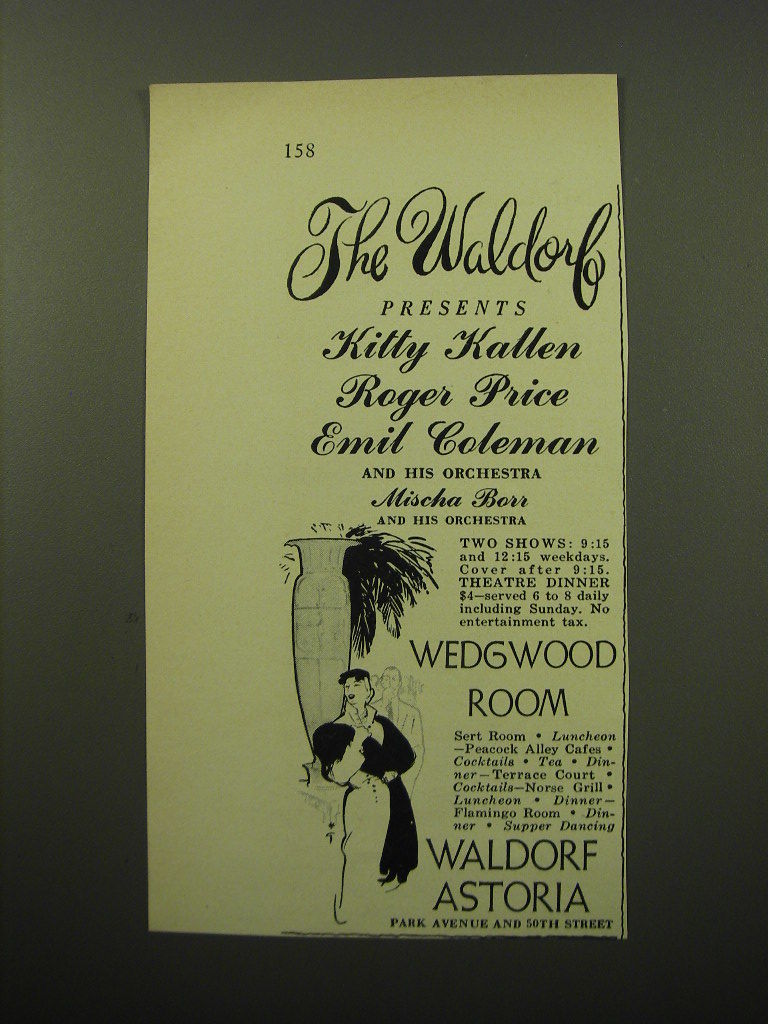 158
The Waldorf
PRESENTS
Kitty Kallen
Roger Price
Emil Coleman
AND HIS ORCHESTRA
Mischa Borr
AND HIS ORCHESTRA
TWO SHOWS: 9:15
and 12:15 weekdays.
Cover after 9:15.
THEATRE DINNER
$4—served 6 to 8 daily
including Sunday. No
entertainment tax.
WEDGWOOD
ROOM
Sert Room • Luncheon
—Peacock Alley Cafes •
Cocktails • Tea • Din-
ner—Terrace Court •
Cocktails—Norse Grill •
Luncheon • Dinner—
Flamingo Room • Din-
ner • Supper Dancing
WALDORF
ASTORIA
PARK AVENUE AND 50TH STREET